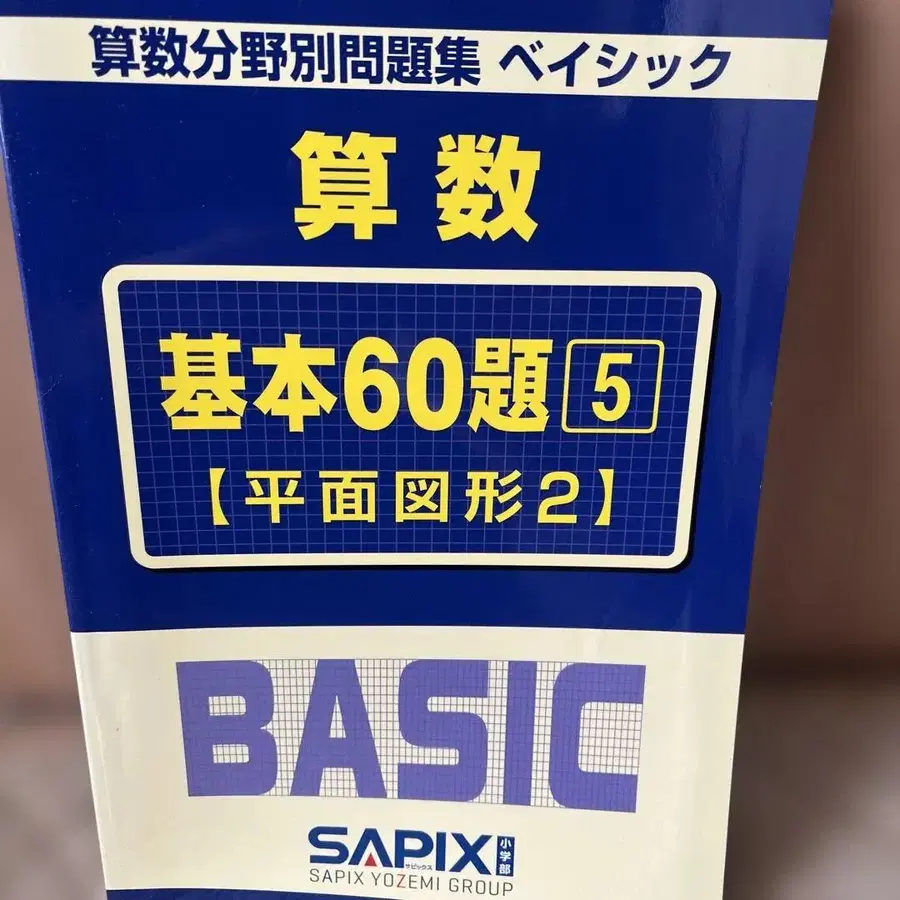 算数分野別問題集 ベイシック
算数
基本60題 5
【平面図形2】
BASIC
SAPIX 小学部
サピックス
SAPIX YOZEMI GROUP